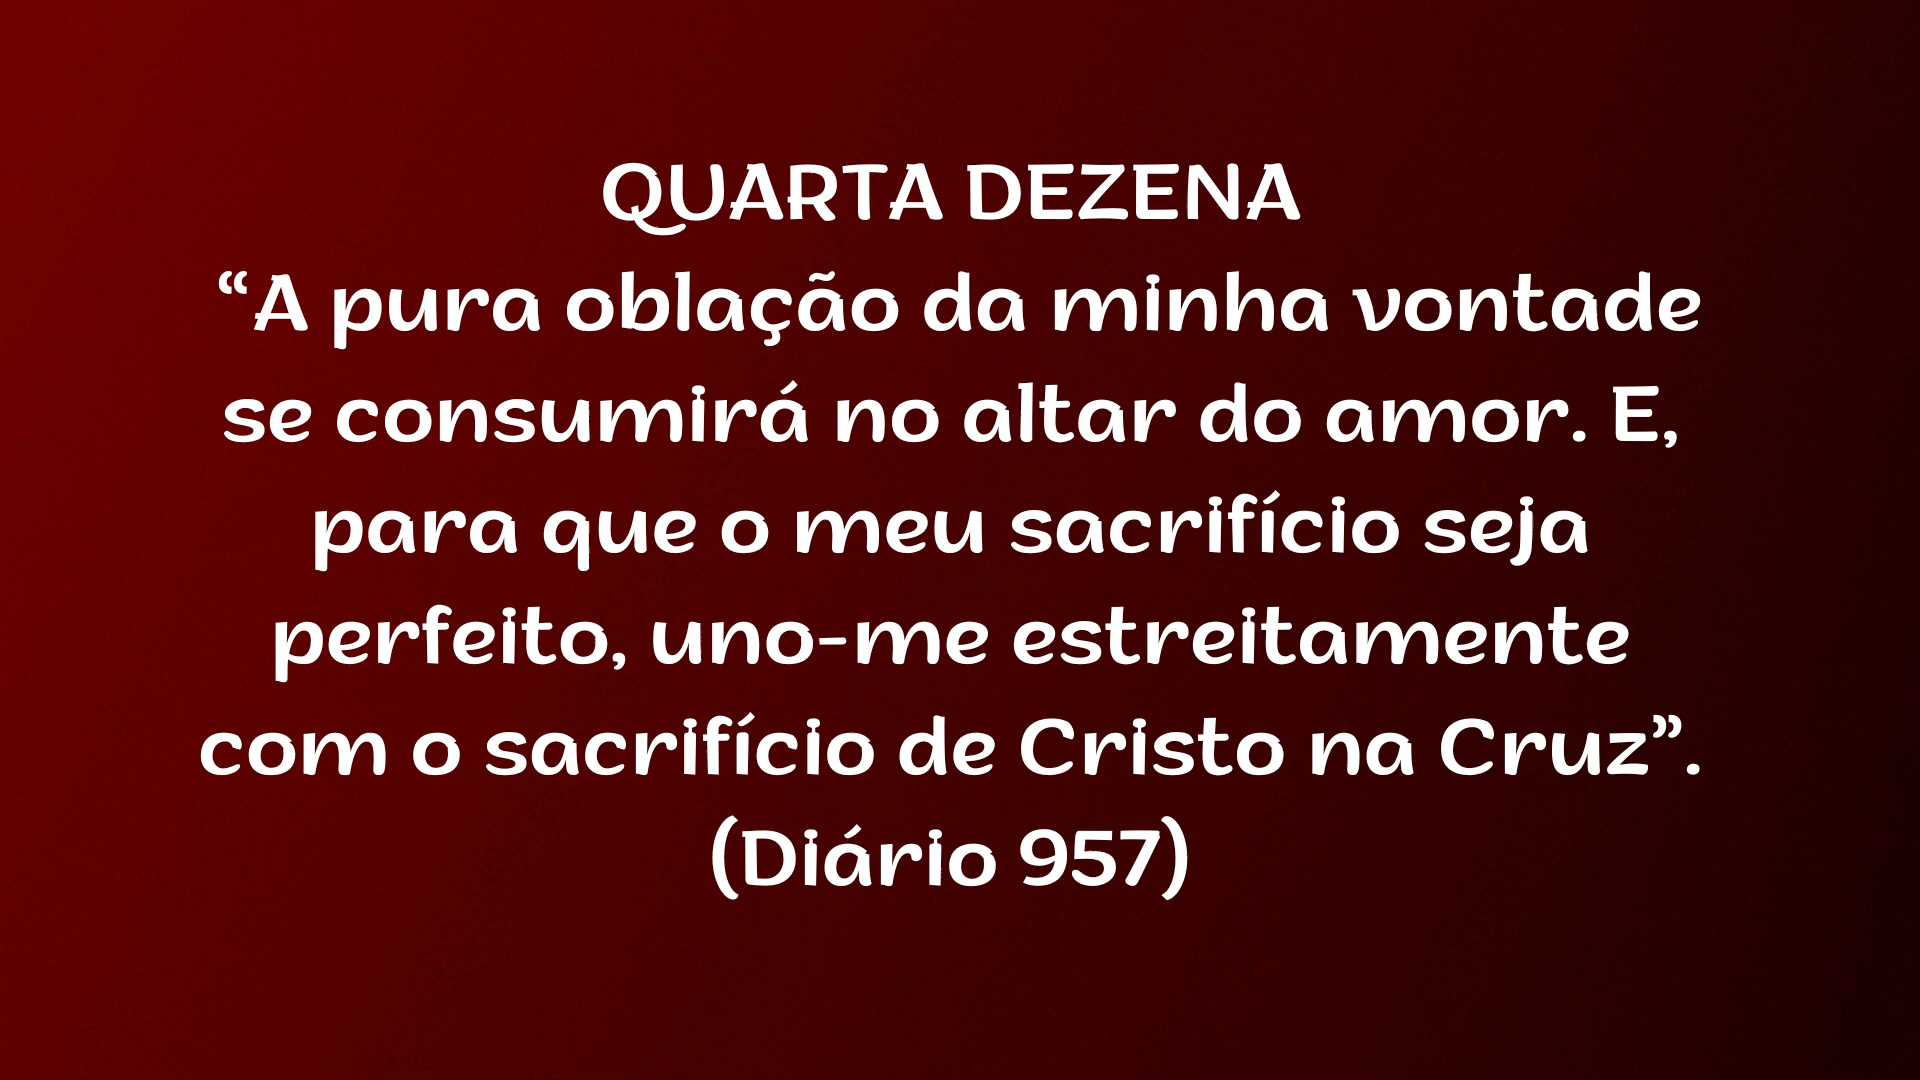 QUARTA DEZENA
“A pura oblação da minha vontade
se consumirá no altar do amor. E,
para que o meu sacrifício seja
perfeito, uno-me estreitamente
com o sacrifício de Cristo na Cruz”.
(Diário 957)